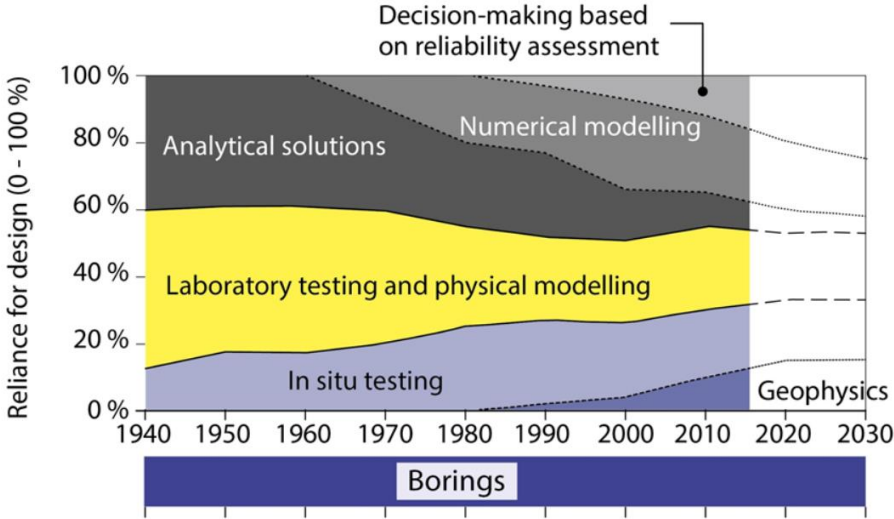 Decision-making based
on reliability assessment
Reliance for design (0 - 100 %)
100 %
80 %
60 %
40 %
20 %
0 %
Analytical solutions
Numerical modelling
Laboratory testing and physical modelling
In situ testing
Geophysics
1940 1950 1960 1970 1980 1990 2000 2010 2020 2030
Borings